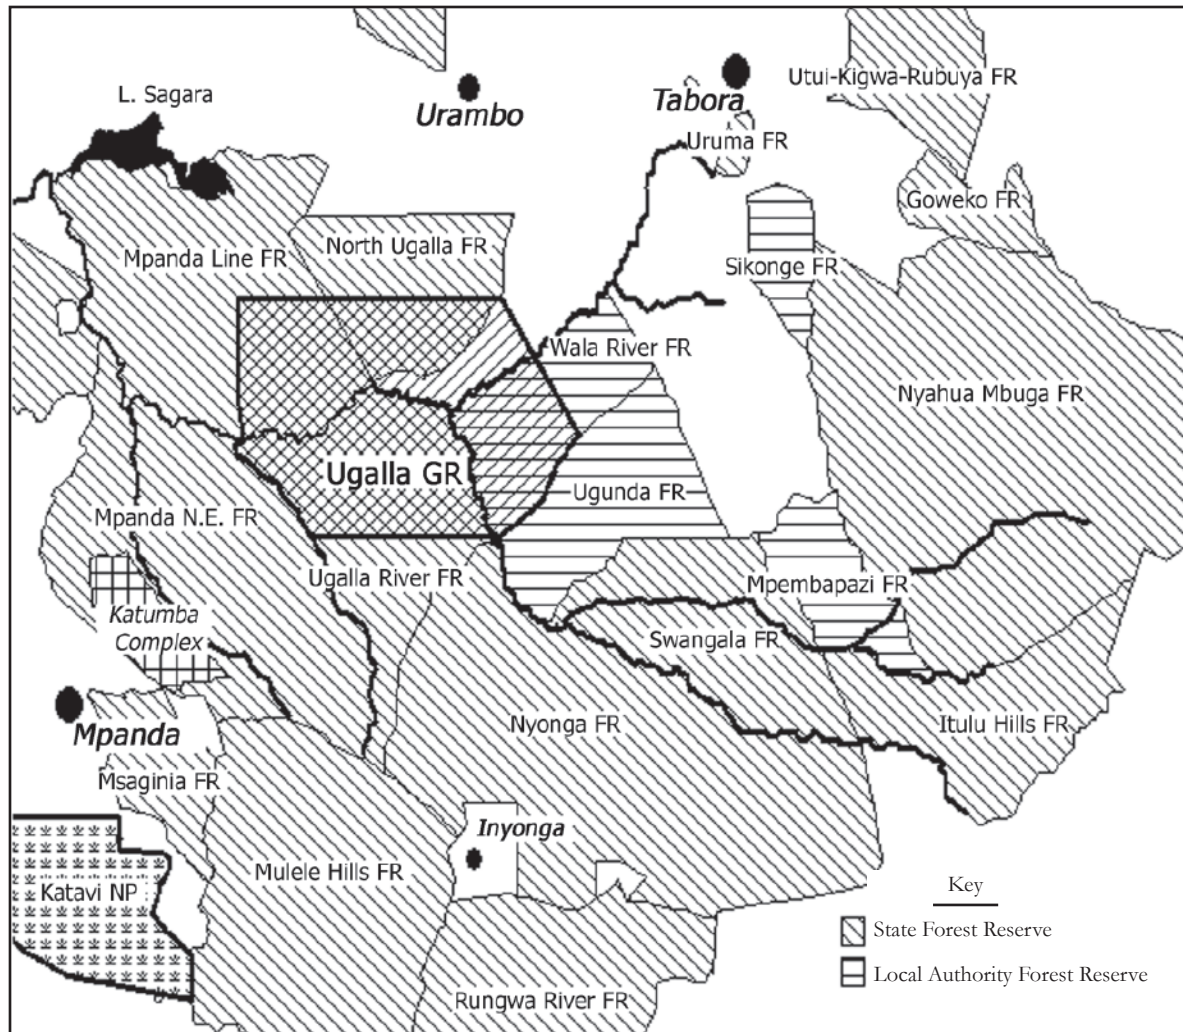 Utui-Kigwa-Rubuya FR
L. Sagara
Urambo
Tabora
Uruma FR
Goweko FR
North Ugalla FR
Mpanda Line FR
Sikonge FR
Wala River FR
Nyahua Mbuga FR
Ugalla GR
Ugunda FR
Mpanda N.E. FR
Ugalla River FR
Mpembapazi FR
Katumba
Complex
Swangala FR
Nyonga FR
Itulu Hills FR
Mpanda
Msaginia FR
Inyonga
Mulele Hills FR
Katavi NP
Rungwa River FR
Key
State Forest Reserve
Local Authority Forest Reserve